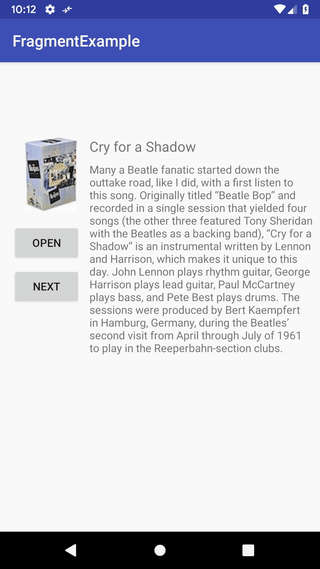 10:12
FragmentExample
Cry for a Shadow
Many a Beatle fanatic started down the
outtake road, like I did, with a first listen to
this song. Originally titled “Beatle Bop” and
recorded in a single session that yielded four
songs (the other three featured Tony Sheridan
with the Beatles as a backing band), “Cry for a
Shadow” is an instrumental written by Lennon
and Harrison, which makes it unique to this
day. John Lennon plays rhythm guitar, George
Harrison plays lead guitar, Paul McCartney
plays bass, and Pete Best plays drums. The
sessions were produced by Bert Kaempfert
in Hamburg, Germany, during the Beatles’
second visit from April through July of 1961
to play in the Reeperbahn-section clubs.
OPEN
NEXT